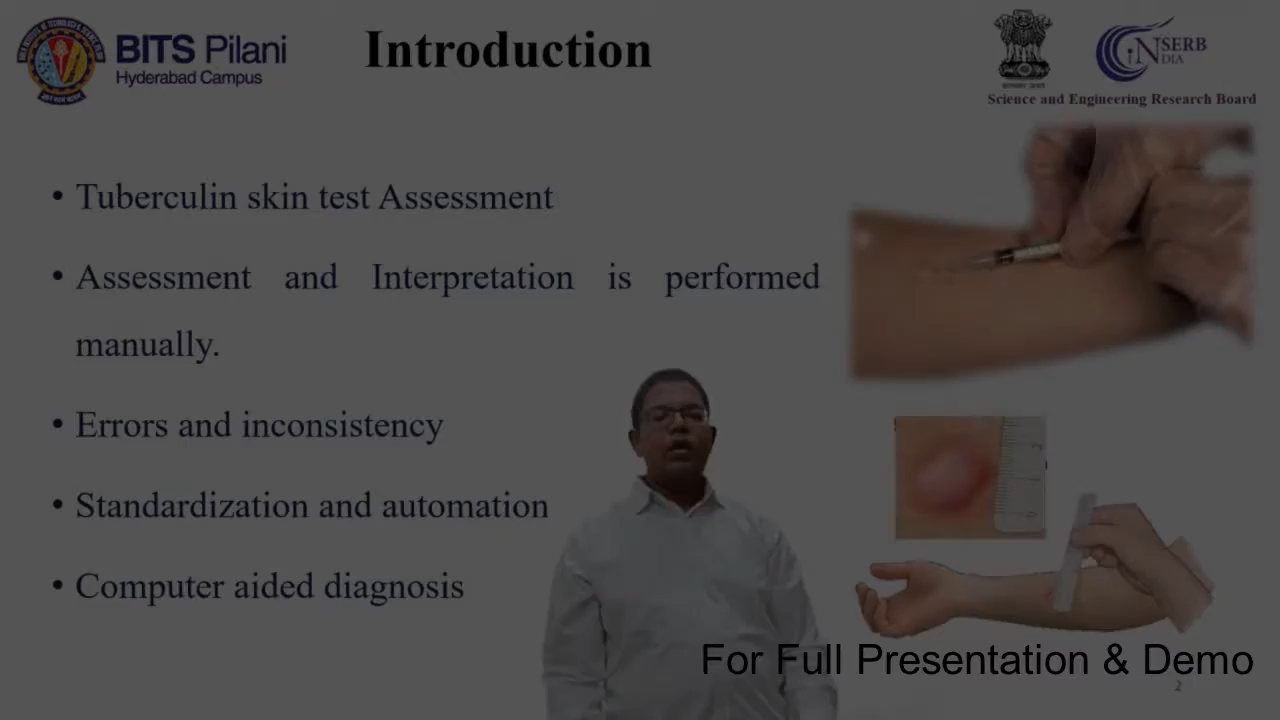 BITS Pilani
Hyderabad Campus
Introduction
SERB
Science and Engineering Research Board
• Tuberculin skin test Assessment
• Assessment and Interpretation is performed
manually.
• Errors and inconsistency
• Standardization and automation
• Computer aided diagnosis
For Full Presentation & Demo
2